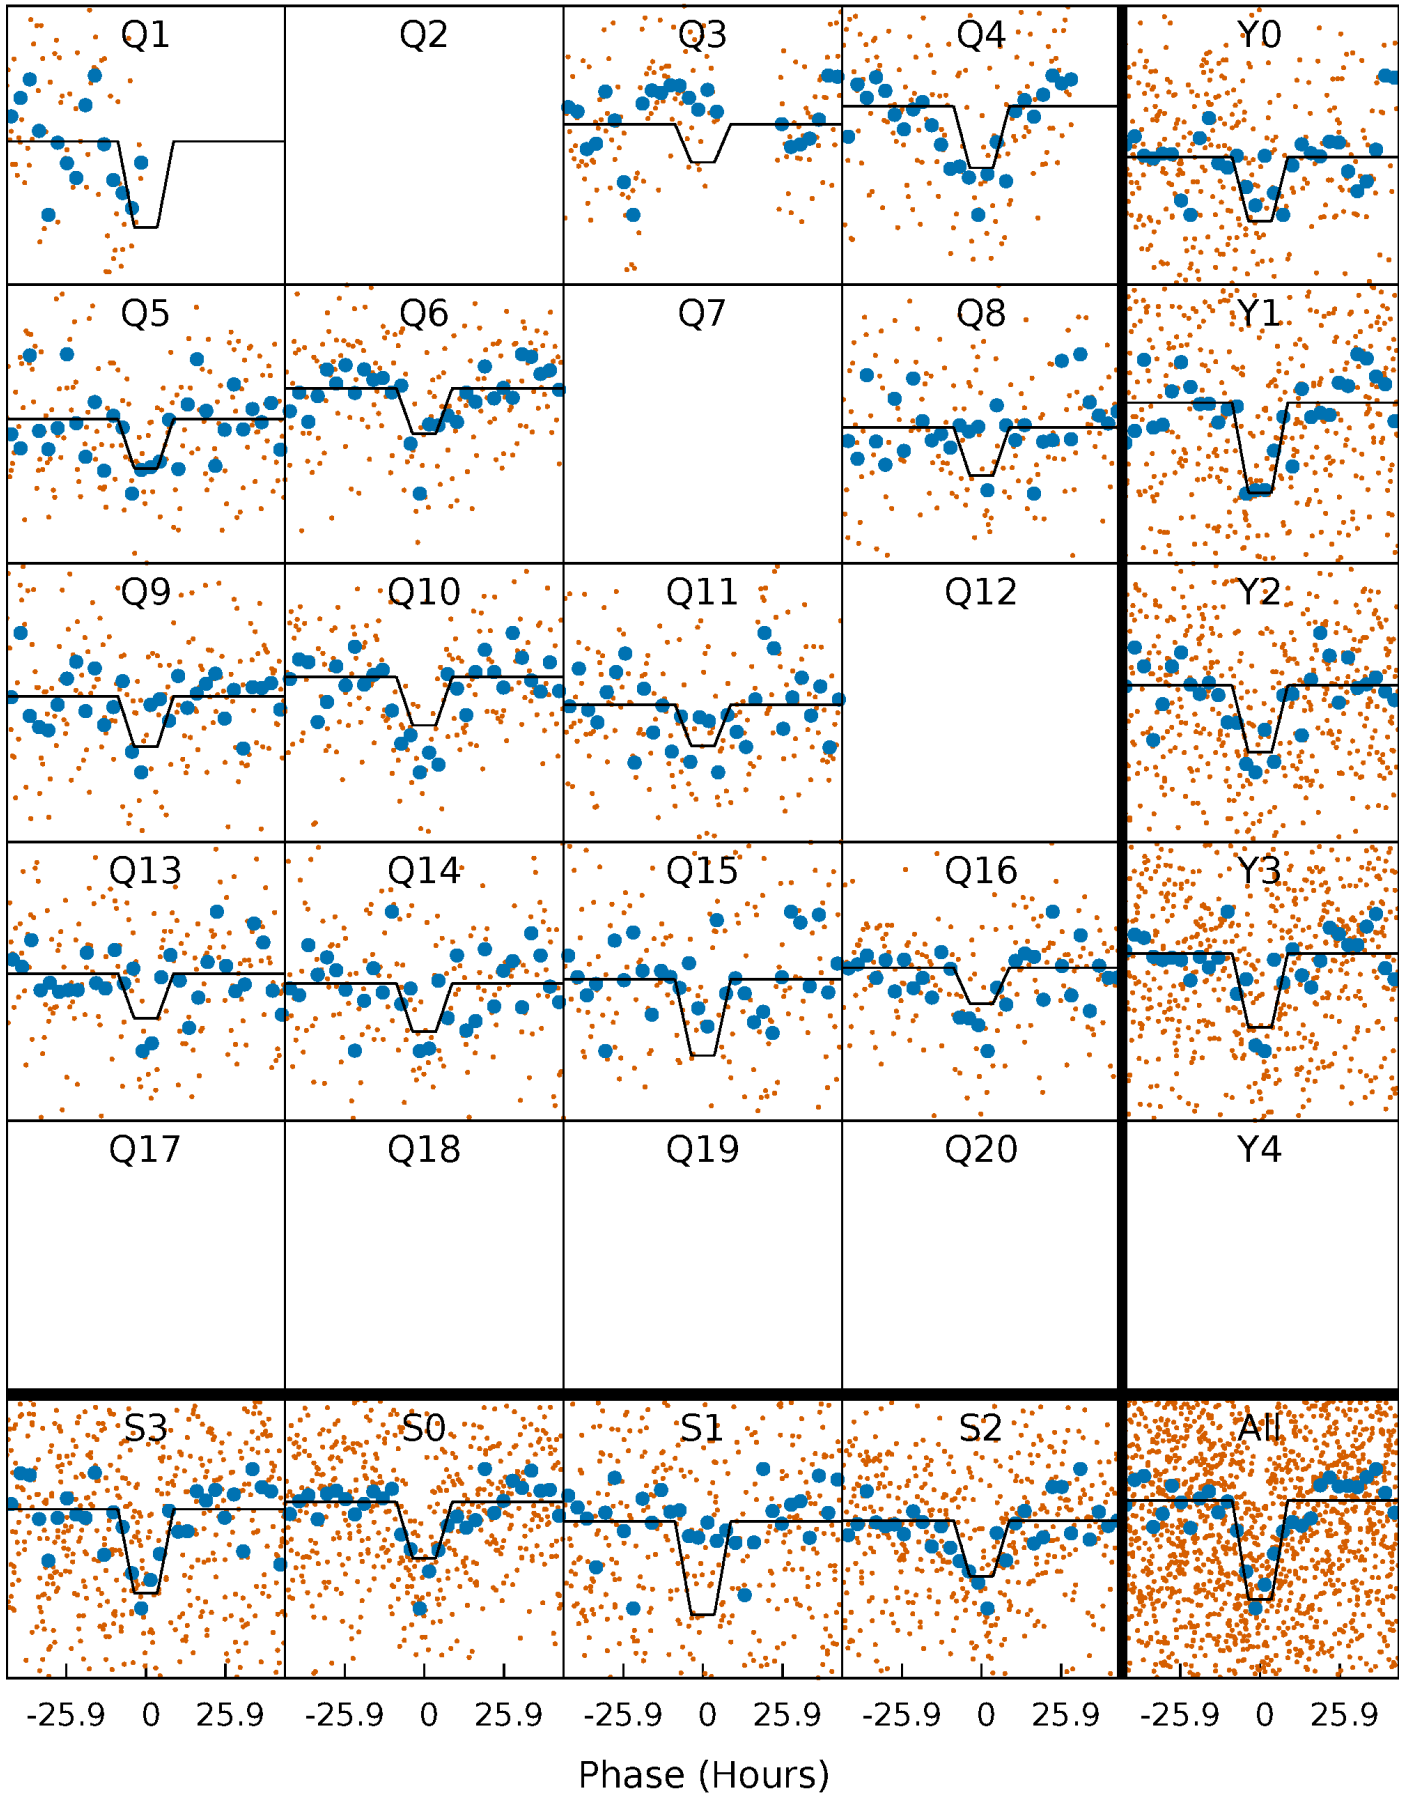 Q1 Q2 Q3 Q4 Y0
Q5 Q6 Q7 Q8 Y1
Q9 Q10 Q11 Q12 Y2
Q13 Q14 Q15 Q16 Y3
Q17 Q18 Q19 Q20 Y4
S3 S0 S1 S2 All
-25.9 0 25.9 -25.9 0 25.9 -25.9 0 25.9 -25.9 0 25.9 -25.9 0 25.9
Phase (Hours)